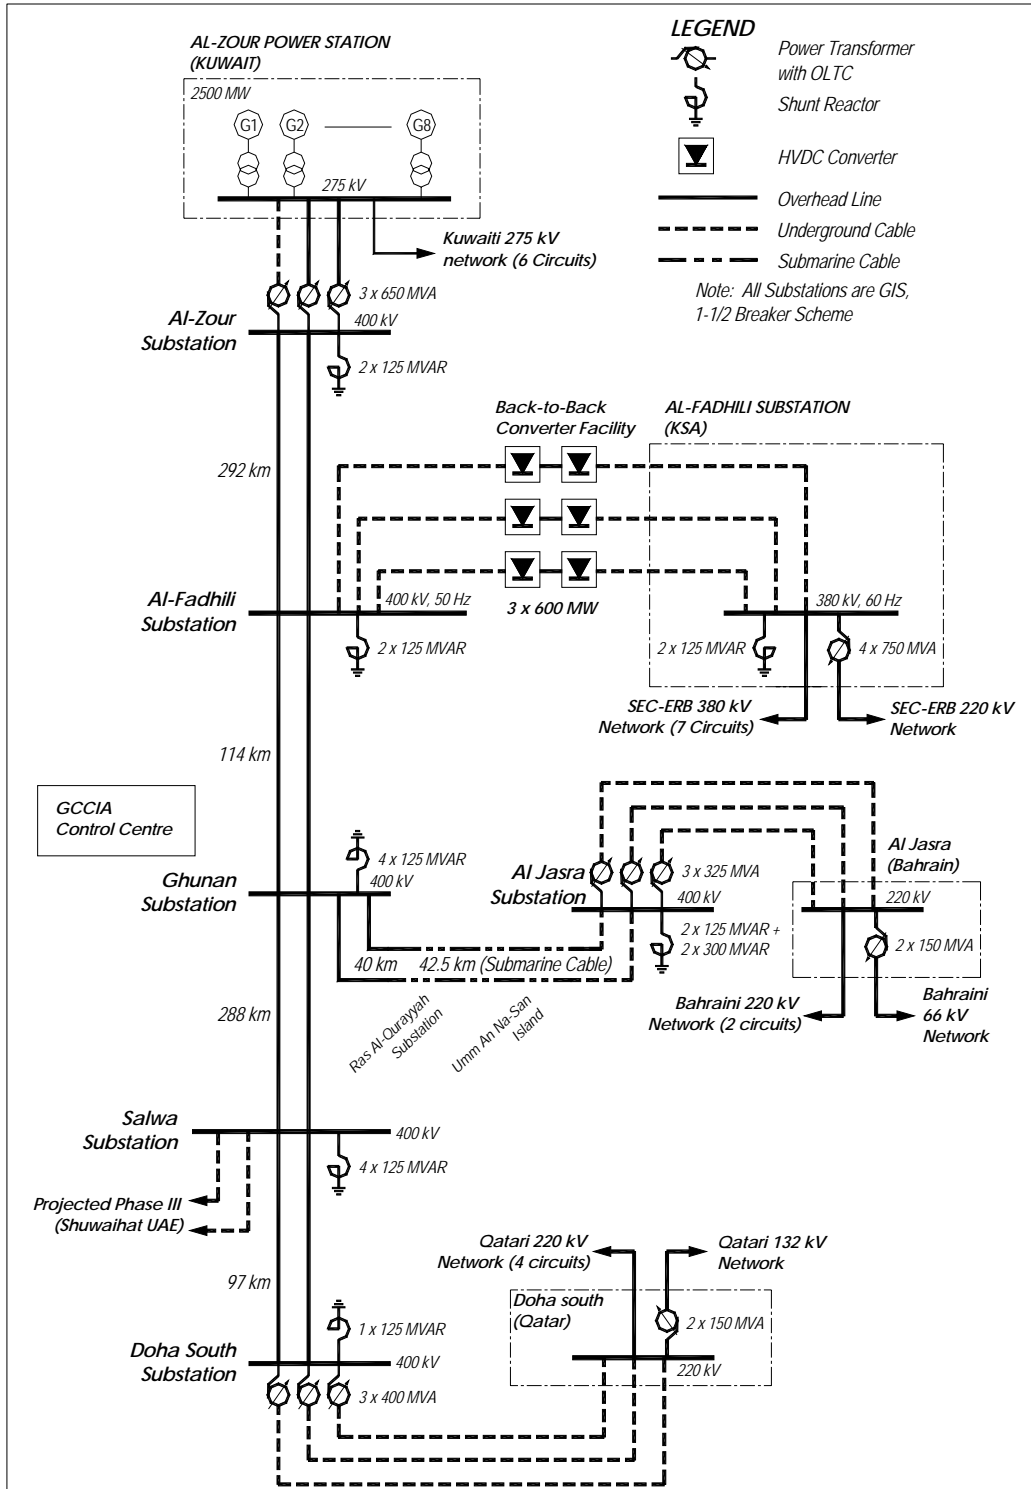 AL-ZOUR POWER STATION
(KUWAIT)
2500 MW
G1
G2
G8
275 kV
Kuwaiti 275 kV
network (6 Circuits)
3 x 650 MVA
400 kV
Al-Zour
Substation
2 x 125 MVAR
LEGEND
Power Transformer
with OLTC
Shunt Reactor
HVDC Converter
Overhead Line
Underground Cable
Submarine Cable
Note: All Substations are GIS,
1-1/2 Breaker Scheme
292 km
Back-to-Back
Converter Facility
AL-FADHILI SUBSTATION
(KSA)
Al-Fadhili
Substation
400 kV, 50 Hz
3 x 600 MW
380 kV, 60 Hz
2 x 125 MVAR
2 x 125 MVAR
4 x 750 MVA
SEC-ERB 380 kV
Network (7 Circuits)
SEC-ERB 220 kV
Network
114 km
GCCIA
Control Centre
4 x 125 MVAR
400 kV
Ghunan
Substation
Al Jasra
Substation
3 x 325 MVA
400 kV
2 x 125 MVAR +
2 x 300 MVAR
Al Jasra
(Bahrain)
220 kV
2 x 150 MVA
40 km
42.5 km (Submarine Cable)
Ras Al-Qurayyah
Substation
Umm An Na-San
Island
Bahraini 220 kV
Network (2 circuits)
Bahraini
66 kV
Network
288 km
Salwa
Substation
400 kV
4 x 125 MVAR
Projected Phase III
(Shuwaihat UAE)
97 km
Qatari 220 kV
Network (4 circuits)
Qatari 132 kV
Network
Doha south
(Qatar)
2 x 150 MVA
220 kV
1 x 125 MVAR
Doha South
Substation
400 kV
3 x 400 MVA